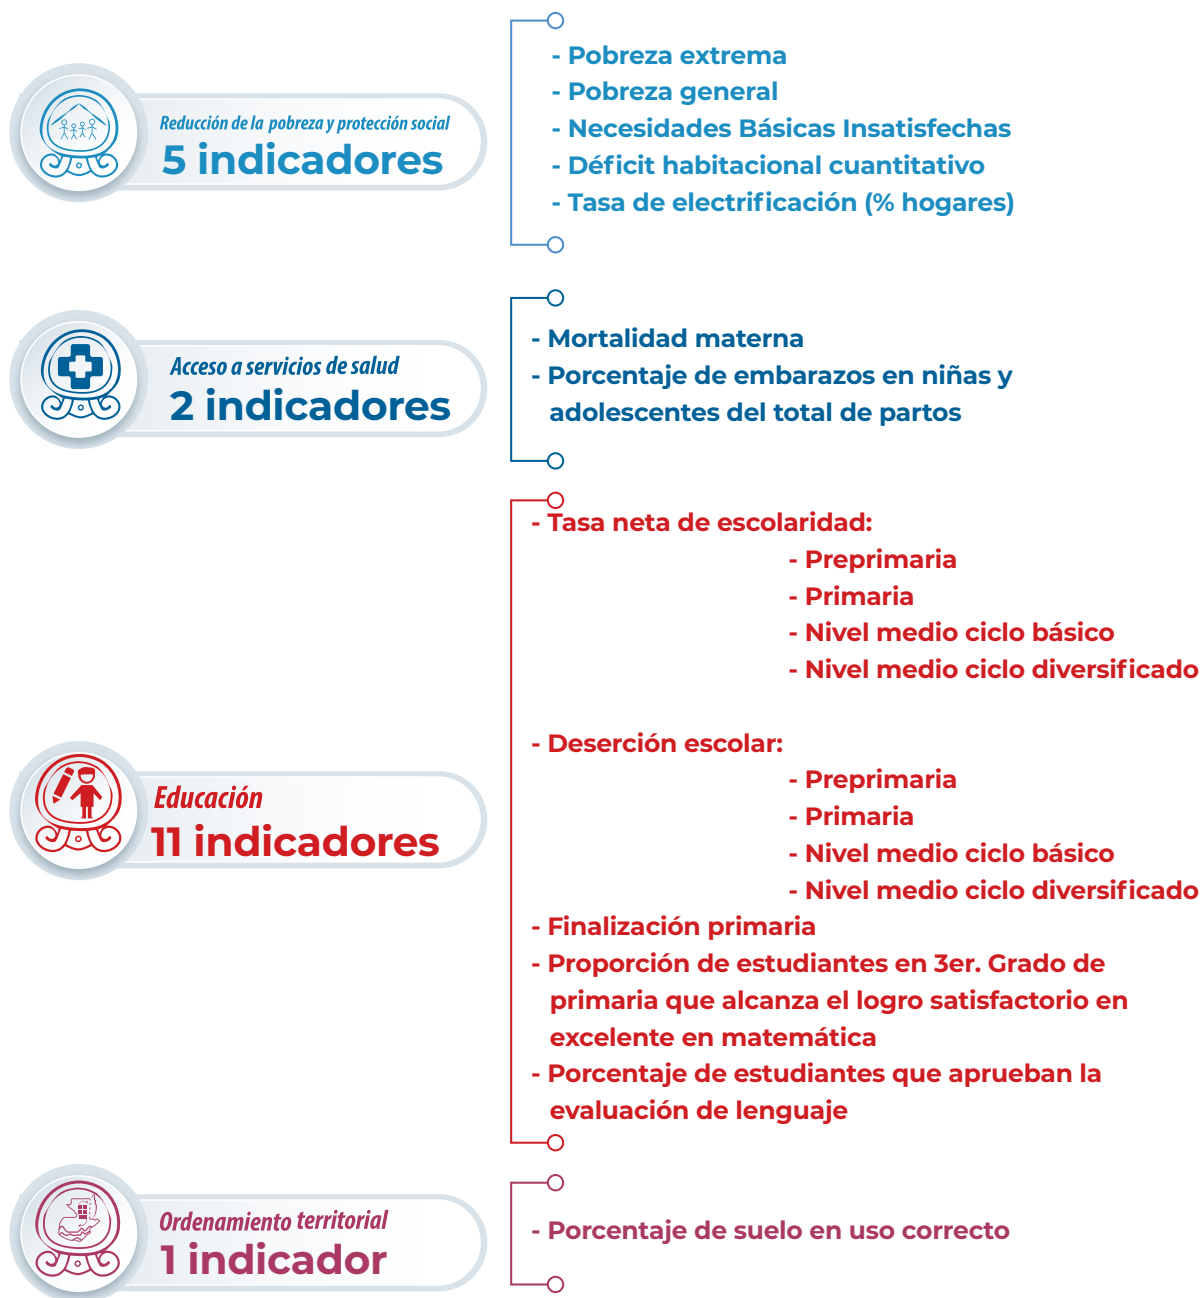 Reducción de la pobreza y protección social
5 indicadores
- Pobreza extrema
- Pobreza general
- Necesidades Básicas Insatisfechas
- Déficit habitacional cuantitativo
- Tasa de electrificación (% hogares)
Acceso a servicios de salud
2 indicadores
- Mortalidad materna
- Porcentaje de embarazos en niñas y
adolescentes del total de partos
Educación
11 indicadores
- Tasa neta de escolaridad:
- Preprimaria
- Primaria
- Nivel medio ciclo básico
- Nivel medio ciclo diversificado
- Deserción escolar:
- Preprimaria
- Primaria
- Nivel medio ciclo básico
- Nivel medio ciclo diversificado
- Finalización primaria
- Proporción de estudiantes en 3er. Grado de
primaria que alcanza el logro satisfactorio en
excelente en matemática
- Porcentaje de estudiantes que aprueban la
evaluación de lenguaje
Ordenamiento territorial
1 indicador
- Porcentaje de suelo en uso correcto